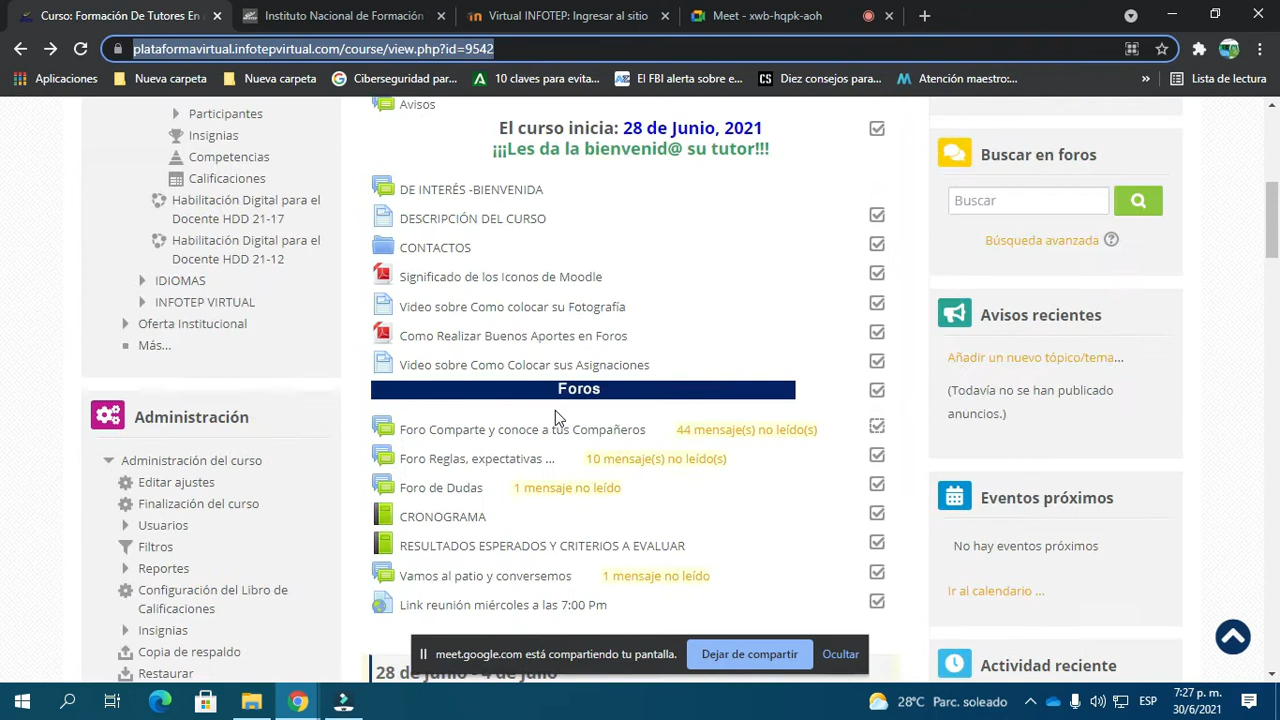 Curso: Formación De Tutores En
Instituto Nacional de Formación
Virtual INFOTEP: Ingresar al sitio
Meet - xwb-hqpk-aoh
plataformavirtual.infotepvirtual.com/course/view.php?id=9542
Aplicaciones
Nueva carpeta
Nueva carpeta
Ciberseguridad par...
10 claves para evita...
El FBI alerta sobre e...
Diez consejos para...
Atención maestro:...
»
Lista de lectura
Participantes
Insignias
Competencias
Calificaciones
Habilitación Digital para el
Docente HDD 21-17
Habilitación Digital para el
Docente HDD 21-12
IDIOMAS
INFOTEP VIRTUAL
Oferta Institucional
Más...
Administración
Administración del curso
Editar ajustes
Finalización del curso
Usuarios
Filtros
Reportes
Configuración del Libro de
Calificaciones
Insignias
Copia de respaldo
Restaurar
Avisos
El curso inicia: 28 de Junio, 2021
¡¡¡Les da la bienvenid@ su tutor!!!
DE INTERÉS -BIENVENIDA
DESCRIPCIÓN DEL CURSO
CONTACTOS
Significado de los Iconos de Moodle
Video sobre Como colocar su Fotografía
Como Realizar Buenos Aportes en Foros
Video sobre Como Colocar sus Asignaciones
Foros
Foro Comparte y conoce a tus Compañeros 44 mensaje(s) no leído(s)
Foro Reglas, expectativas ... 10 mensaje(s) no leído(s)
Foro de Dudas 1 mensaje no leído
CRONOGRAMA
RESULTADOS ESPERADOS Y CRITERIOS A EVALUAR
Vamos al patio y conversemos 1 mensaje no leído
Link reunión miércoles a las 7:00 Pm
28 de junio - 4 de julio
Buscar en foros
Buscar
Búsqueda avanzada
Avisos recientes
Añadir un nuevo tópico/tema...
(Todavía no se han publicado
anuncios.)
Eventos próximos
No hay eventos próximos
Ir al calendario ...
Actividad reciente
meet.google.com está compartiendo tu pantalla.
Dejar de compartir
Ocultar
28°C Parc. soleado
ESP
7:27 p. m.
30/6/2021